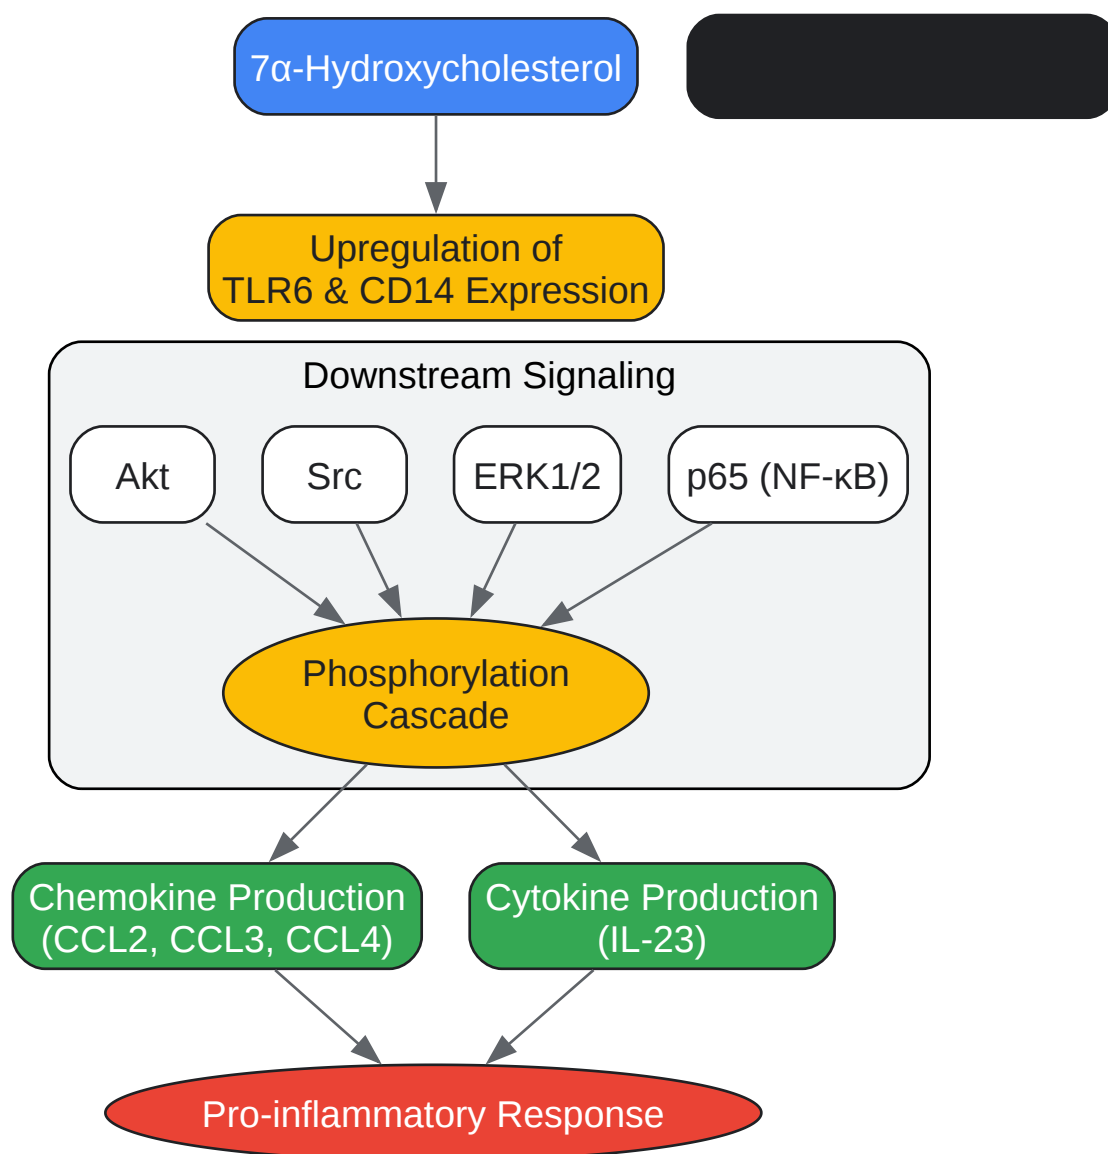 7α-Hydroxycholesterol
Upregulation of
TLR6 & CD14 Expression
Downstream Signaling
Akt
Src
ERK1/2
p65 (NF-κB)
Phosphorylation
Cascade
Chemokine Production
(CCL2, CCL3, CCL4)
Cytokine Production
(IL-23)
Pro-inflammatory Response